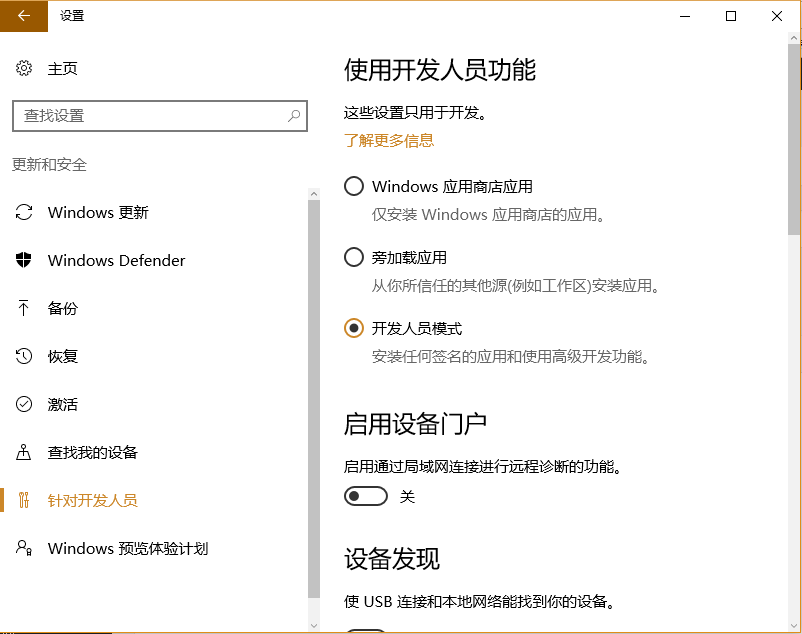 设置
主页
查找设置
更新和安全
Windows 更新
Windows Defender
备份
恢复
激活
查找我的设备
针对开发人员
Windows 预览体验计划
使用开发人员功能
这些设置只用于开发。
了解更多信息
Windows 应用商店应用
仅安装 Windows 应用商店的应用。
旁加载应用
从你所信任的其他源(例如工作区)安装应用。
开发人员模式
安装任何签名的应用和使用高级开发功能。
启用设备门户
启用通过局域网连接进行远程诊断的功能。
关
设备发现
使 USB 连接和本地网络能找到你的设备。